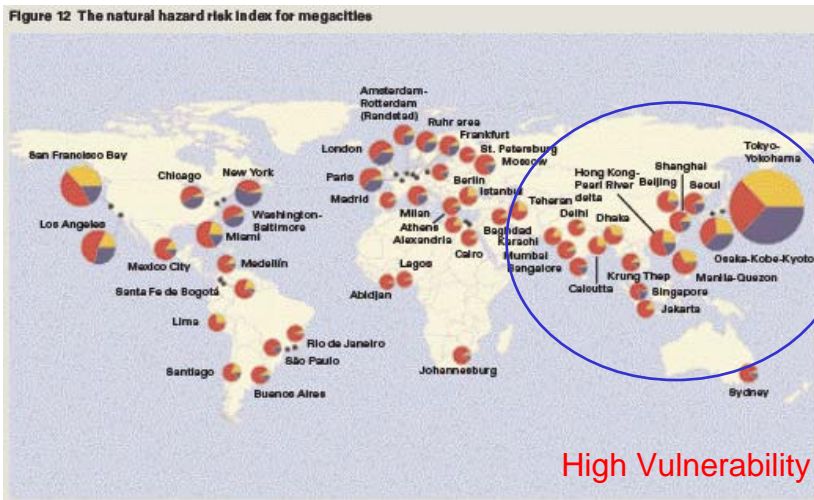 Figure 12 The natural hazard risk index for megacities
Amsterdam-
Rotterdam
(Randstad)
Ruhr area
Frankfurt
St. Petersburg
Moscow
London
Paris
Berlin
Istanbul
Madrid
Milan
Athens
Alexandria
Cairo
Baghdad
Teheran
Karachi
Delhi
Mumbai
Bangalore
Dhaka
Calcutta
Hong Kong-
Pearl River
delta
Beijing
Shanghai
Seoul
Tokyo-
Yokohama
Osaka-Kobe-Kyoto
Manila-Quezon
Krung Thep
Singapore
Jakarta
Sydney
San Francisco Bay
Los Angeles
Chicago
New York
Washington-
Baltimore
Miami
Mexico City
Medellín
Santa Fe de Bogotá
Lima
Rio de Janeiro
São Paulo
Santiago
Buenos Aires
Lagos
Abidjan
Johannesburg
High Vulnerability